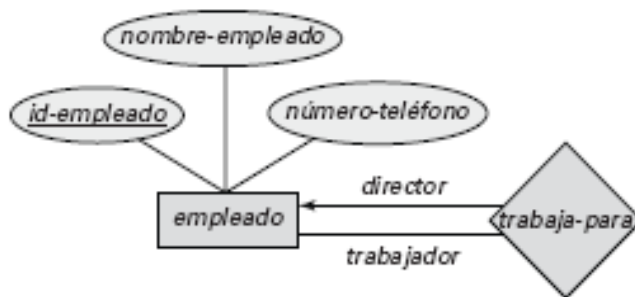 nombre-empleado
id-empleado
número-teléfono
director
empleado
trabaja-para
trabajador